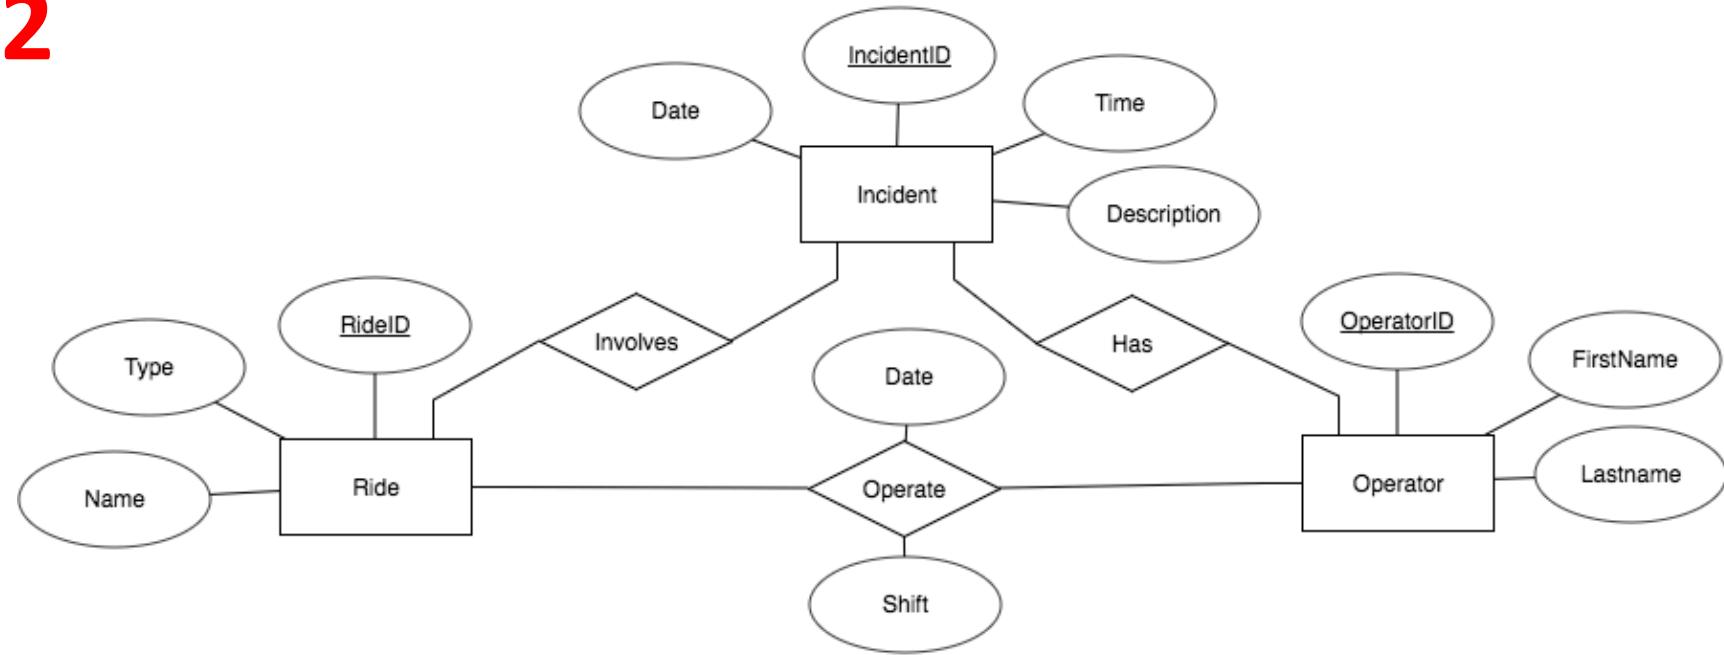 2
IncidentID
Date
Time
Incident
Description
RideID
OperatorID
Type
Involves
Has
FirstName
Date
Name
Ride
Operate
Operator
Lastname
Shift